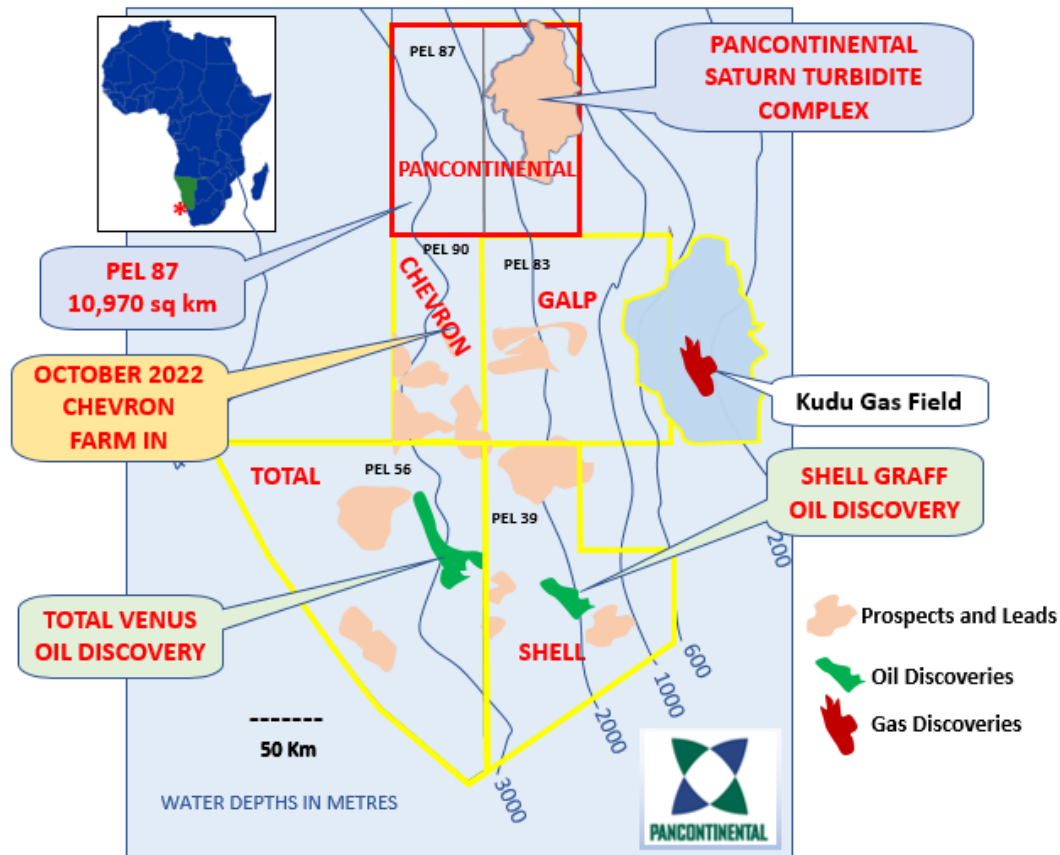 PEL 87
PANCONTINENTAL
SATURN TURBIDITE
COMPLEX
PANCONTINENTAL
PEL 87
10,970 sq km
PEL 90
CHEVRON
PEL 83
GALP
OCTOBER 2022
CHEVRON
FARM IN
Kudu Gas Field
TOTAL
PEL 56
PEL 39
SHELL GRAFF
OIL DISCOVERY
200
TOTAL VENUS
OIL DISCOVERY
SHELL
Prospects and Leads
Oil Discoveries
Gas Discoveries
600
1000
2000
3000
50 Km
WATER DEPTHS IN METRES
PANCONTINENTAL